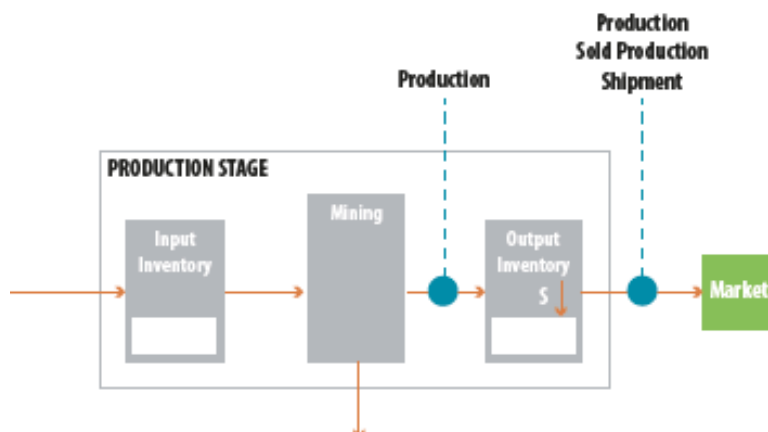 Production
Sold Production
Shipment
Production
PRODUCTION STAGE
Mining
Input
Inventory
Output
Inventory
S
Market